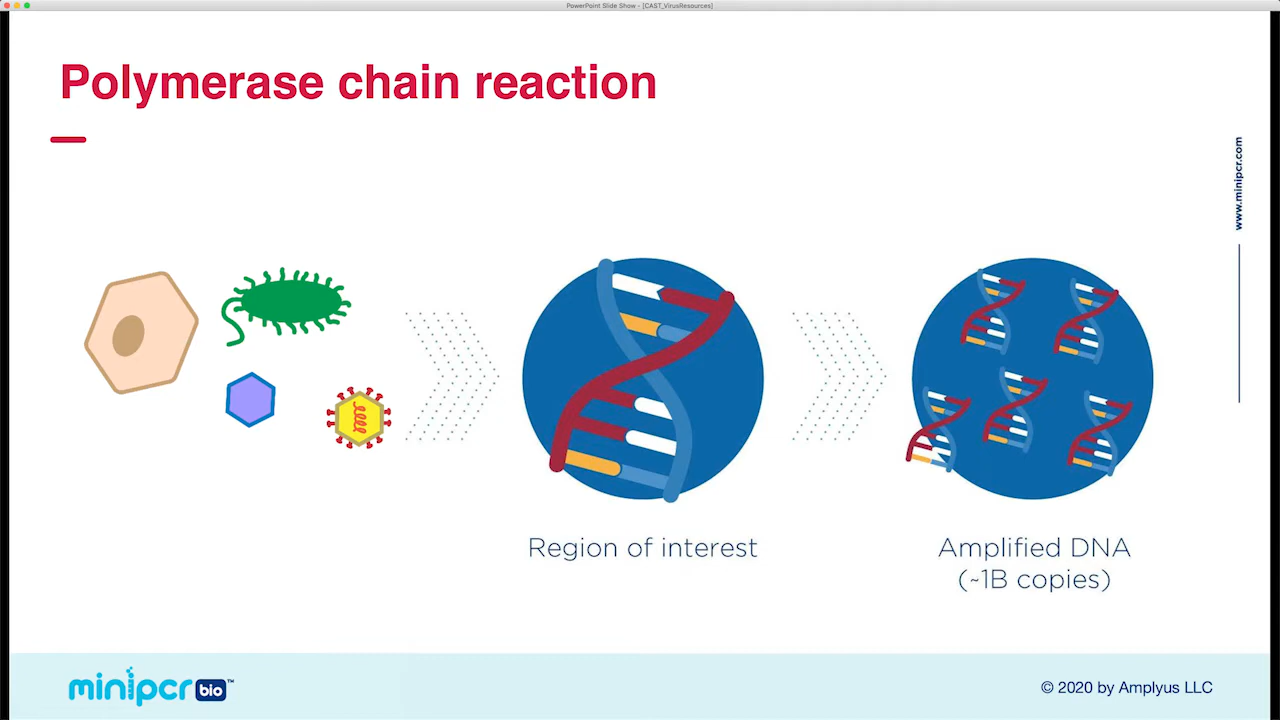 PowerPoint Slide Show - [CAST_VirusResources]
Polymerase chain reaction
www.minipcr.com
Region of interest
Amplified DNA
(~1B copies)
minipcr bio™
© 2020 by Amplyus LLC